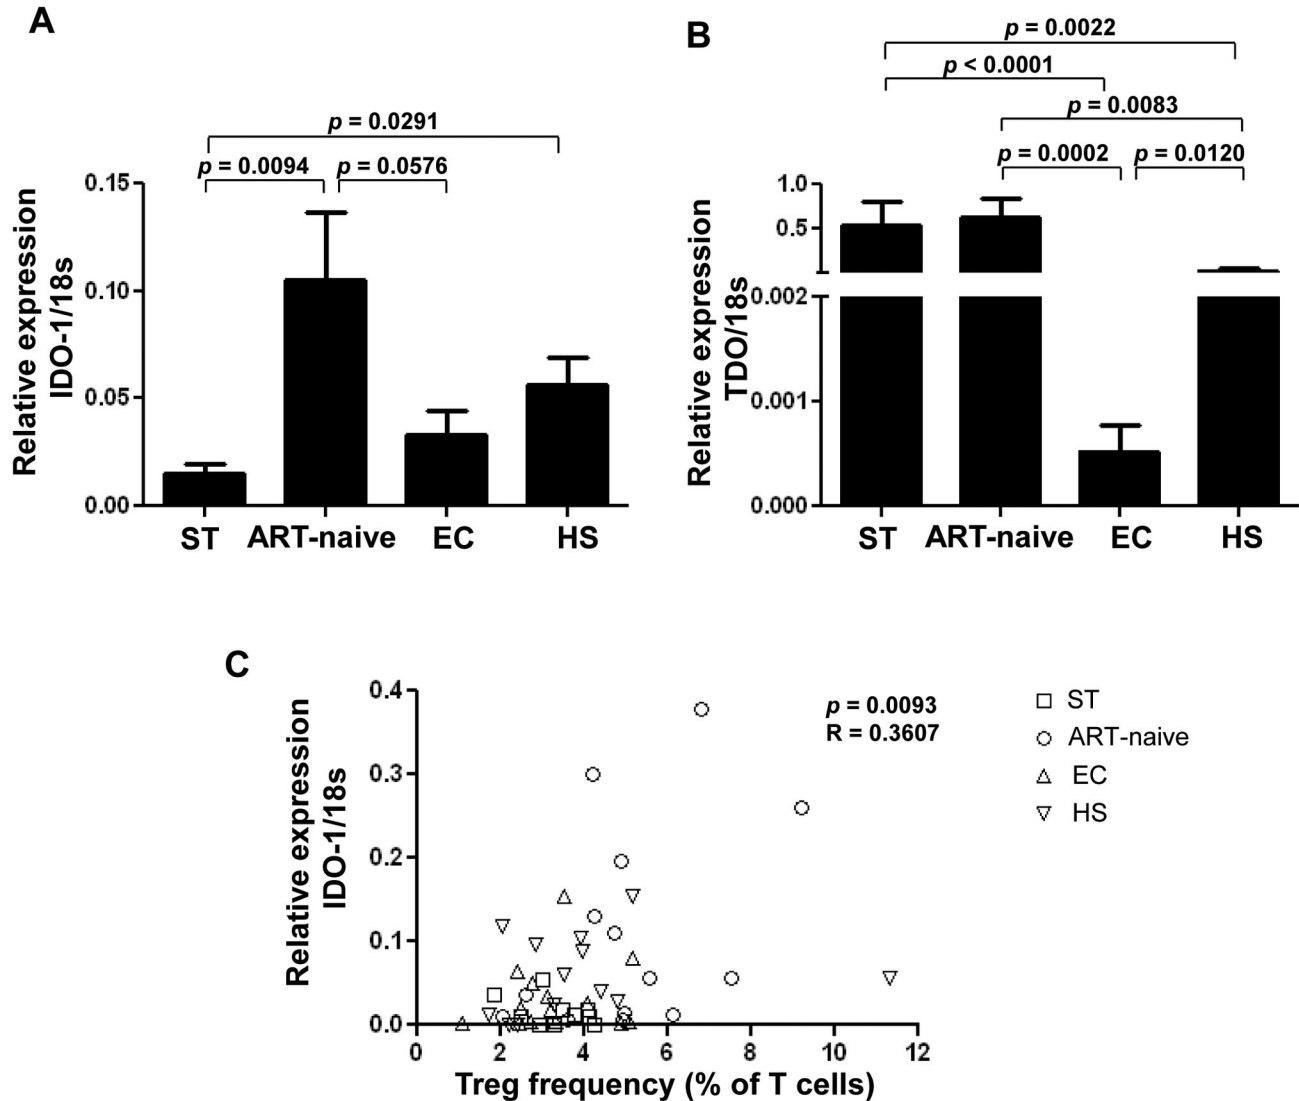 A
p = 0.0291
p = 0.0094
p = 0.0576
Relative expression
IDO-1/18s
0.15
0.10
0.05
0.00
ST
ART-naive
EC
HS
B
p = 0.0022
p < 0.0001
p = 0.0083
p = 0.0002
p = 0.0120
Relative expression
TDO/18s
1.0
0.5
0.002
0.001
0.000
ST
ART-naive
EC
HS
C
Relative expression
IDO-1/18s
0.4
0.3
0.2
0.1
0.0
0
2
4
6
8
10
12
Treg frequency (% of T cells)
p = 0.0093
R = 0.3607
ST
ART-naive
EC
HS